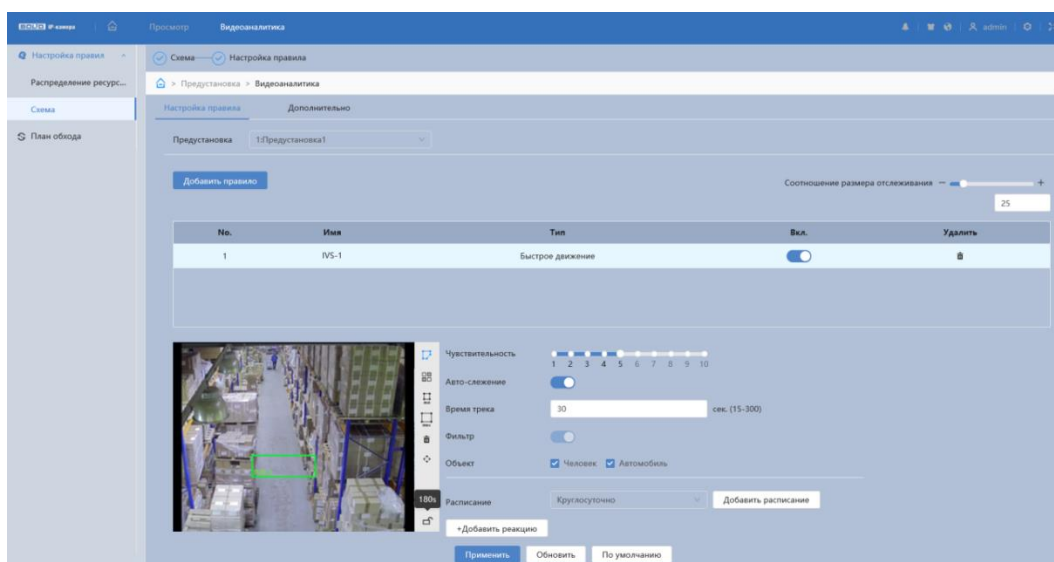 BOLID IP-камера Просмотр Видеоаналитика admin
Настройка правил
Распределение ресурс...
Схема
План обхода
Схема Настройка правила
> Предустановка > Видеоаналитика
Настройка правила Дополнительно
Предустановка 1:Предустановка1
Добавить правило Соотношение размера отслеживания − +
25
No. Имя Тип Вкл. Удалить
1 IVS-1 Быстрое движение
Чувствительность
1 2 3 4 5 6 7 8 9 10
Авто-слежение
Время трека 30 сек. (15-300)
Фильтр
Объект Человек Автомобиль
180s
Расписание Круглосуточно Добавить расписание
+Добавить реакцию
Применить Обновить По умолчанию